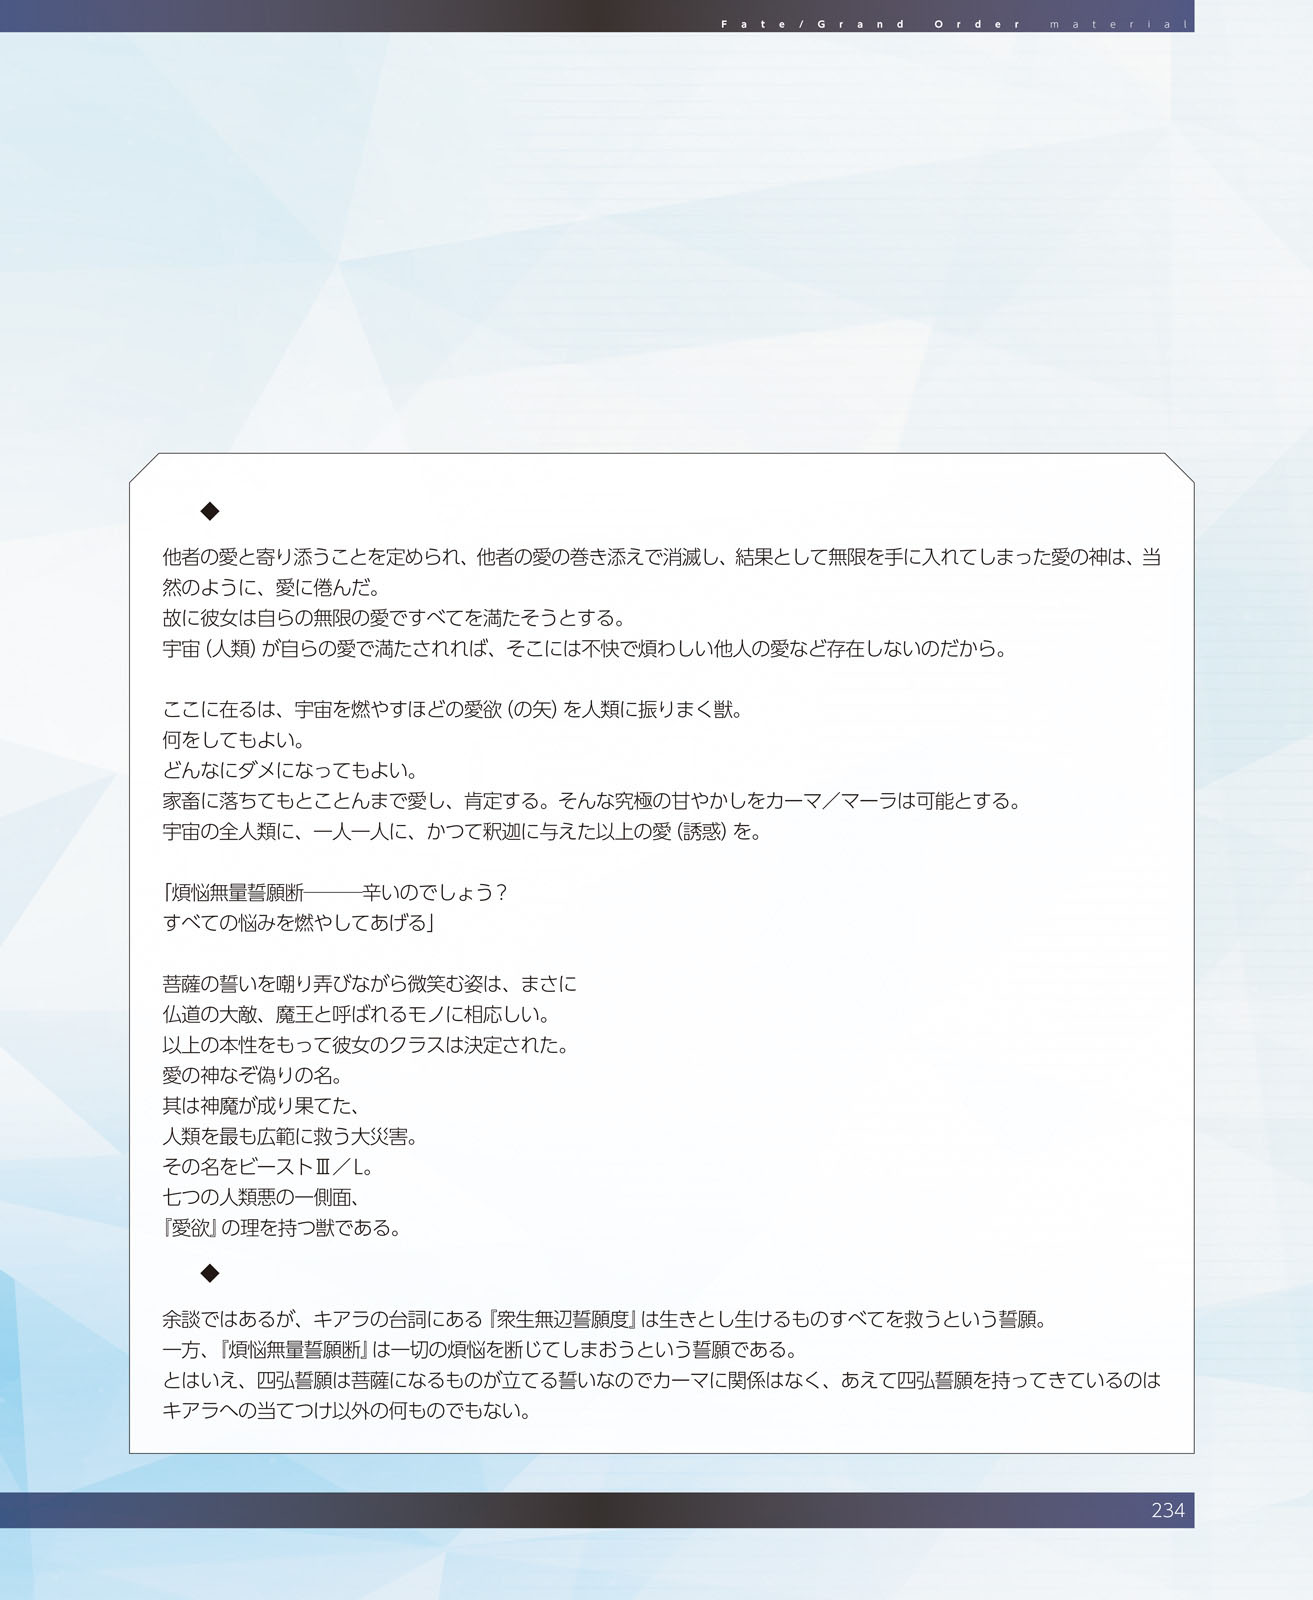 Fate/Grand Order material
◆
他者の愛と寄り添うことを定められ、他者の愛の巻き添えで消滅し、結果として無限を手に入れてしまった愛の神は、当
然のように、愛に倦んだ。
故に彼女は自らの無限の愛ですべてを満たそうとする。
宇宙（人類）が自らの愛で満たされれば、そこには不快で煩わしい他人の愛など存在しないのだから。
ここに在るは、宇宙を燃やすほどの愛欲（の矢）を人類に振りまく獣。
何をしてもよい。
どんなにダメになってもよい。
家畜に落ちてもとことんまで愛し、肯定する。そんな究極の甘やかしをカーマ／マーラは可能とする。
宇宙の全人類に、一人一人に、かつて釈迦に与えた以上の愛（誘惑）を。
「煩悩無量誓願断―――辛いのでしょう？
すべての悩みを燃やしてあげる」
菩薩の誓いを嘲り弄びながら微笑む姿は、まさに
仏道の大敵、魔王と呼ばれるモノに相応しい。
以上の本性をもって彼女のクラスは決定された。
愛の神なぞ偽りの名。
其は神魔が成り果てた、
人類を最も広範に救う大災害。
その名をビーストⅢ／L。
七つの人類悪の一側面、
『愛欲』の理を持つ獣である。
◆
余談ではあるが、キアラの台詞にある『衆生無辺誓願度』は生きとし生けるものすべてを救うという誓願。
一方、『煩悩無量誓願断』は一切の煩悩を断じてしまおうという誓願である。
とはいえ、四弘誓願は菩薩になるものが立てる誓いなのでカーマに関係はなく、あえて四弘誓願を持ってきているのは
キアラへの当てつけ以外の何ものでもない。
234